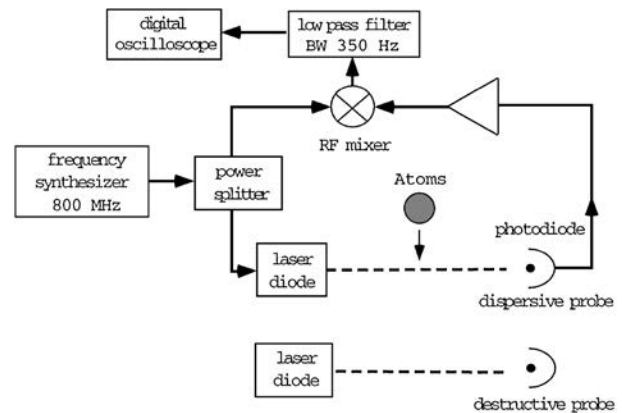 digital
oscilloscope
low pass filter
BW 350 Hz
RF mixer
frequency
synthesizer
800 MHz
power
splitter
Atoms
photodiode
laser
diode
dispersive probe
laser
diode
destructive probe